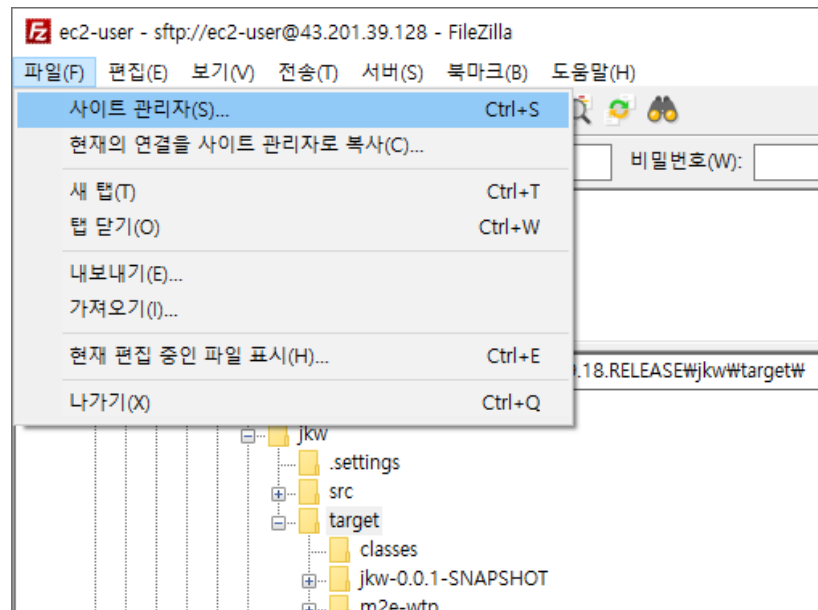 ec2-user - sftp://ec2-user@43.201.39.128 - FileZilla
파일(F) 편집(E) 보기(V) 전송(T) 서버(S) 북마크(B) 도움말(H)
사이트 관리자(S)... Ctrl+S
현재의 연결을 사이트 관리자로 복사(C)...
비밀번호(W):
새 탭(T) Ctrl+T
탭 닫기(O) Ctrl+W
내보내기(E)...
가져오기(I)...
현재 편집 중인 파일 표시(H)... Ctrl+E
.18.RELEASE₩jkw₩target₩
나가기(X) Ctrl+Q
jkw
.settings
src
target
classes
jkw-0.0.1-SNAPSHOT
m2e-wtp